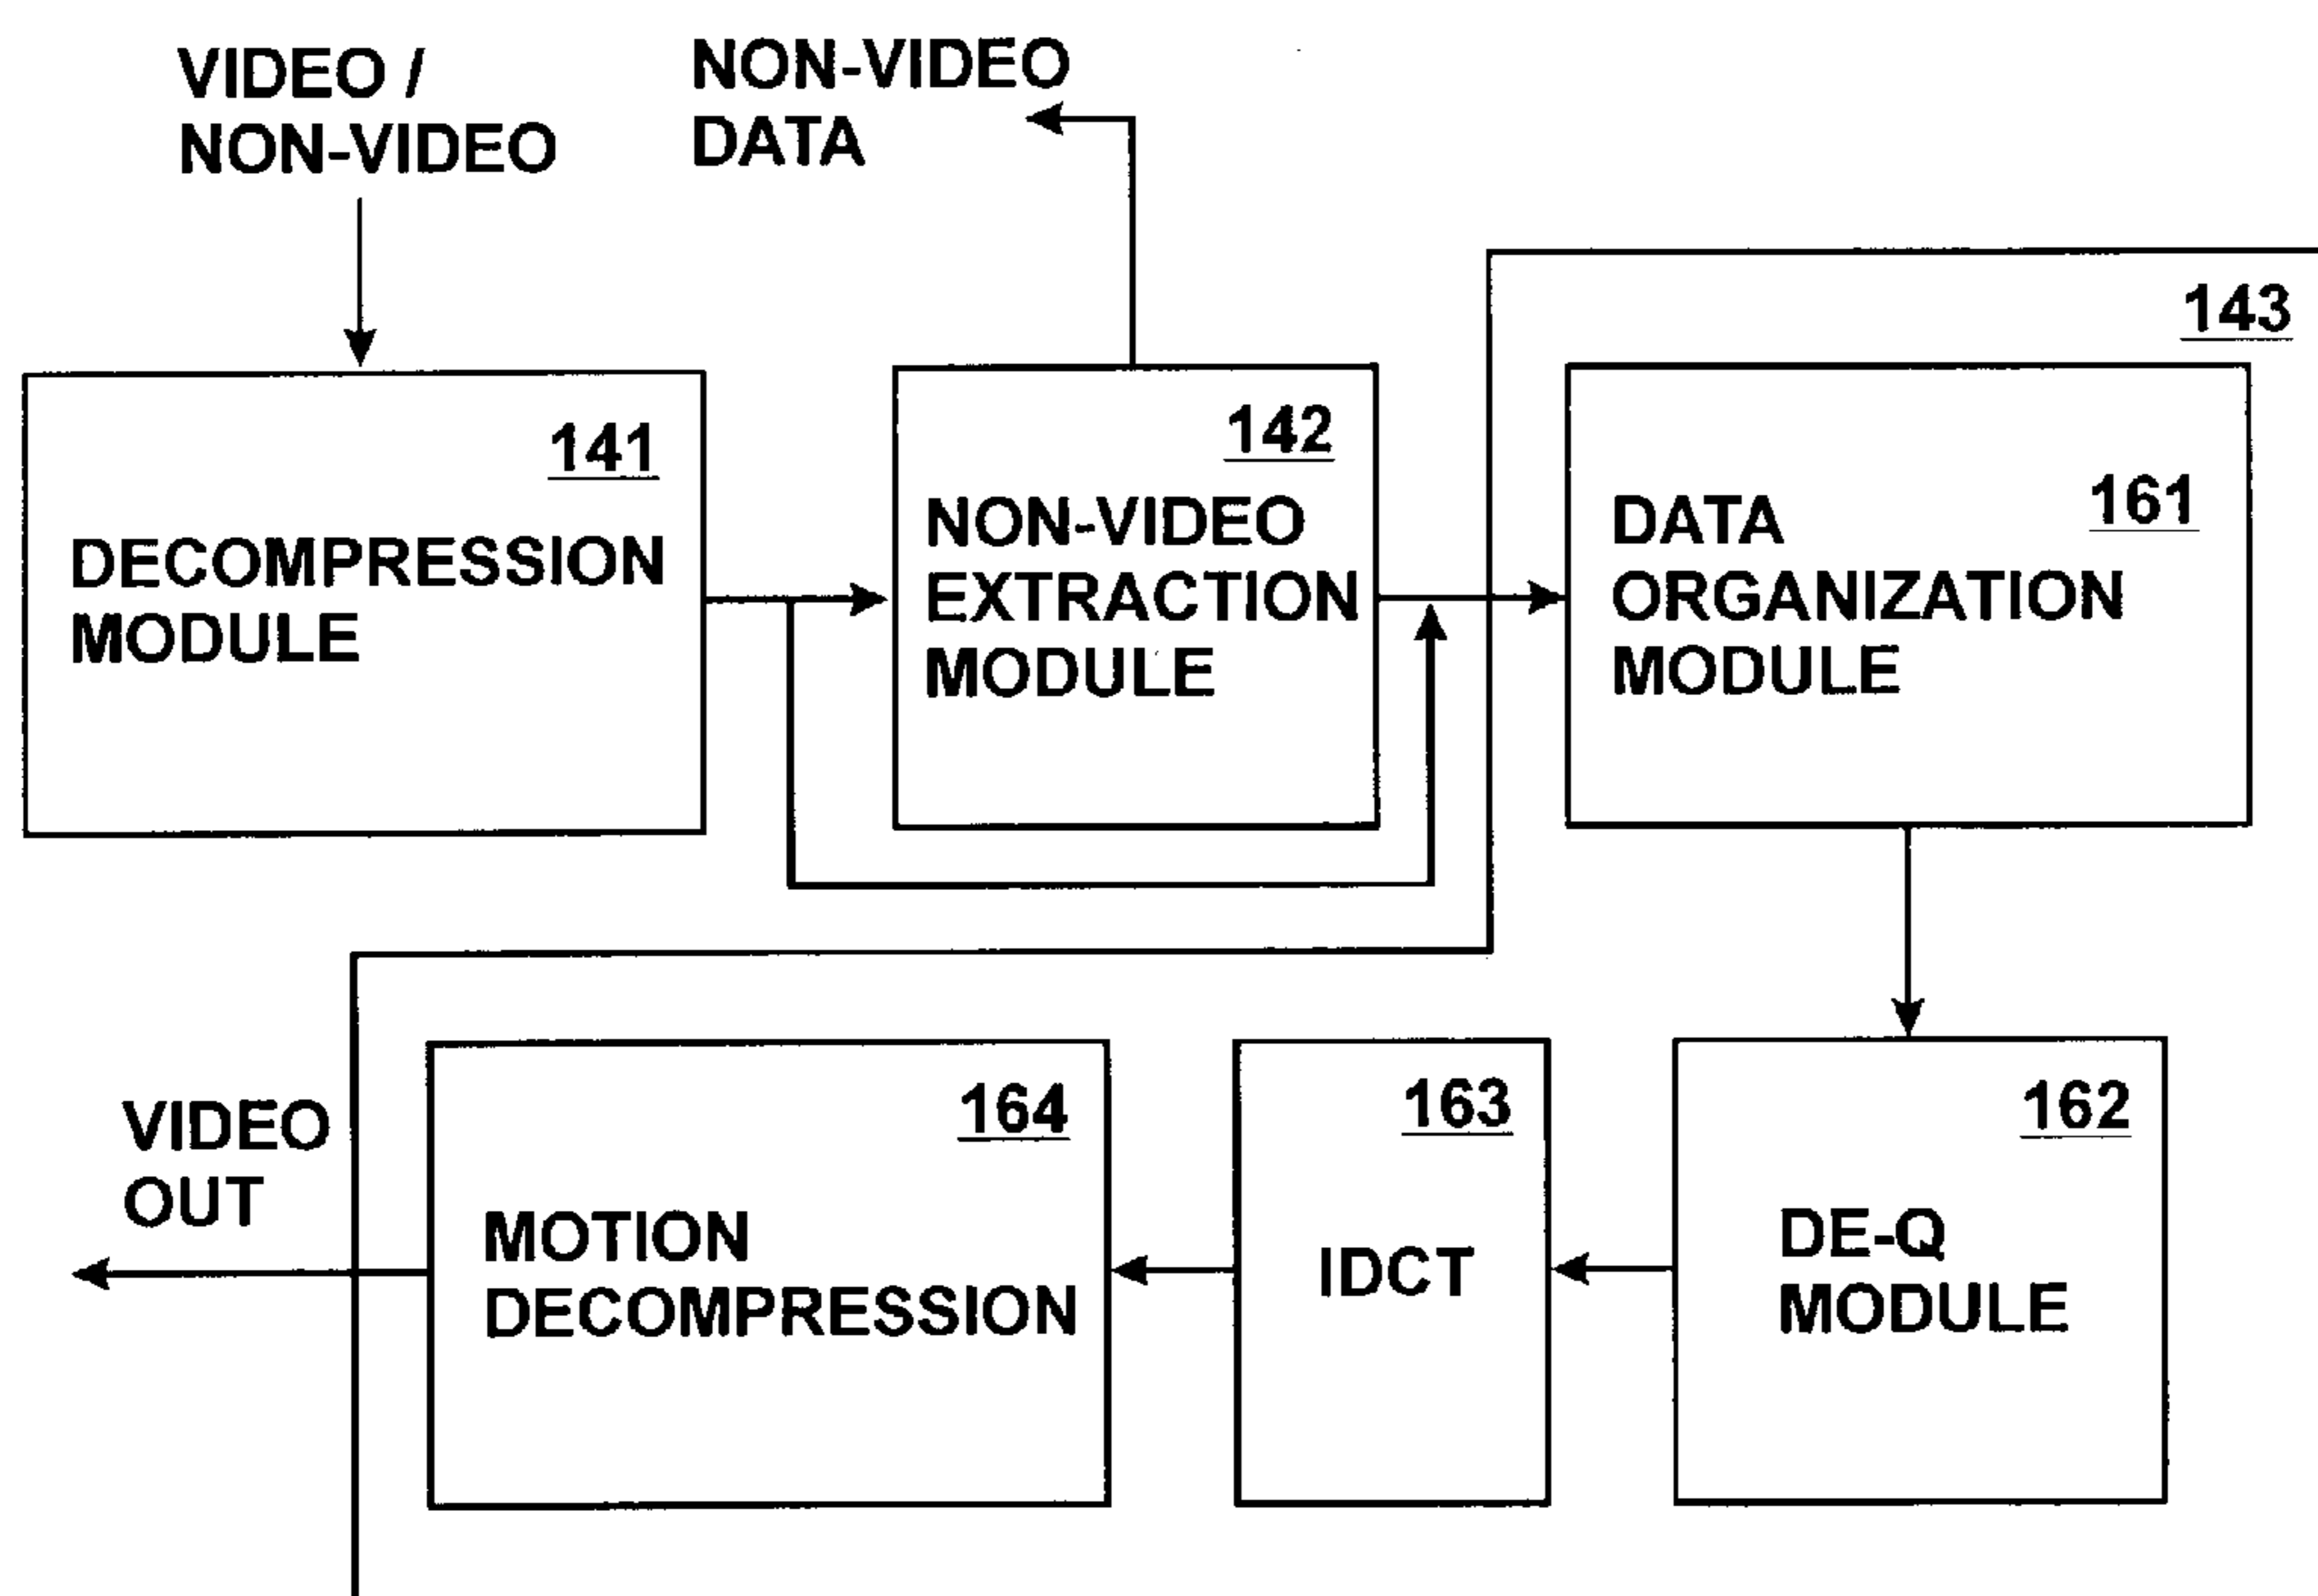 VIDEO /
NON-VIDEO
NON-VIDEO
DATA
143
141
DECOMPRESSION
MODULE
142
NON-VIDEO
EXTRACTION
MODULE
161
DATA
ORGANIZATION
MODULE
VIDEO
OUT
164
MOTION
DECOMPRESSION
163
IDCT
162
DE-Q
MODULE